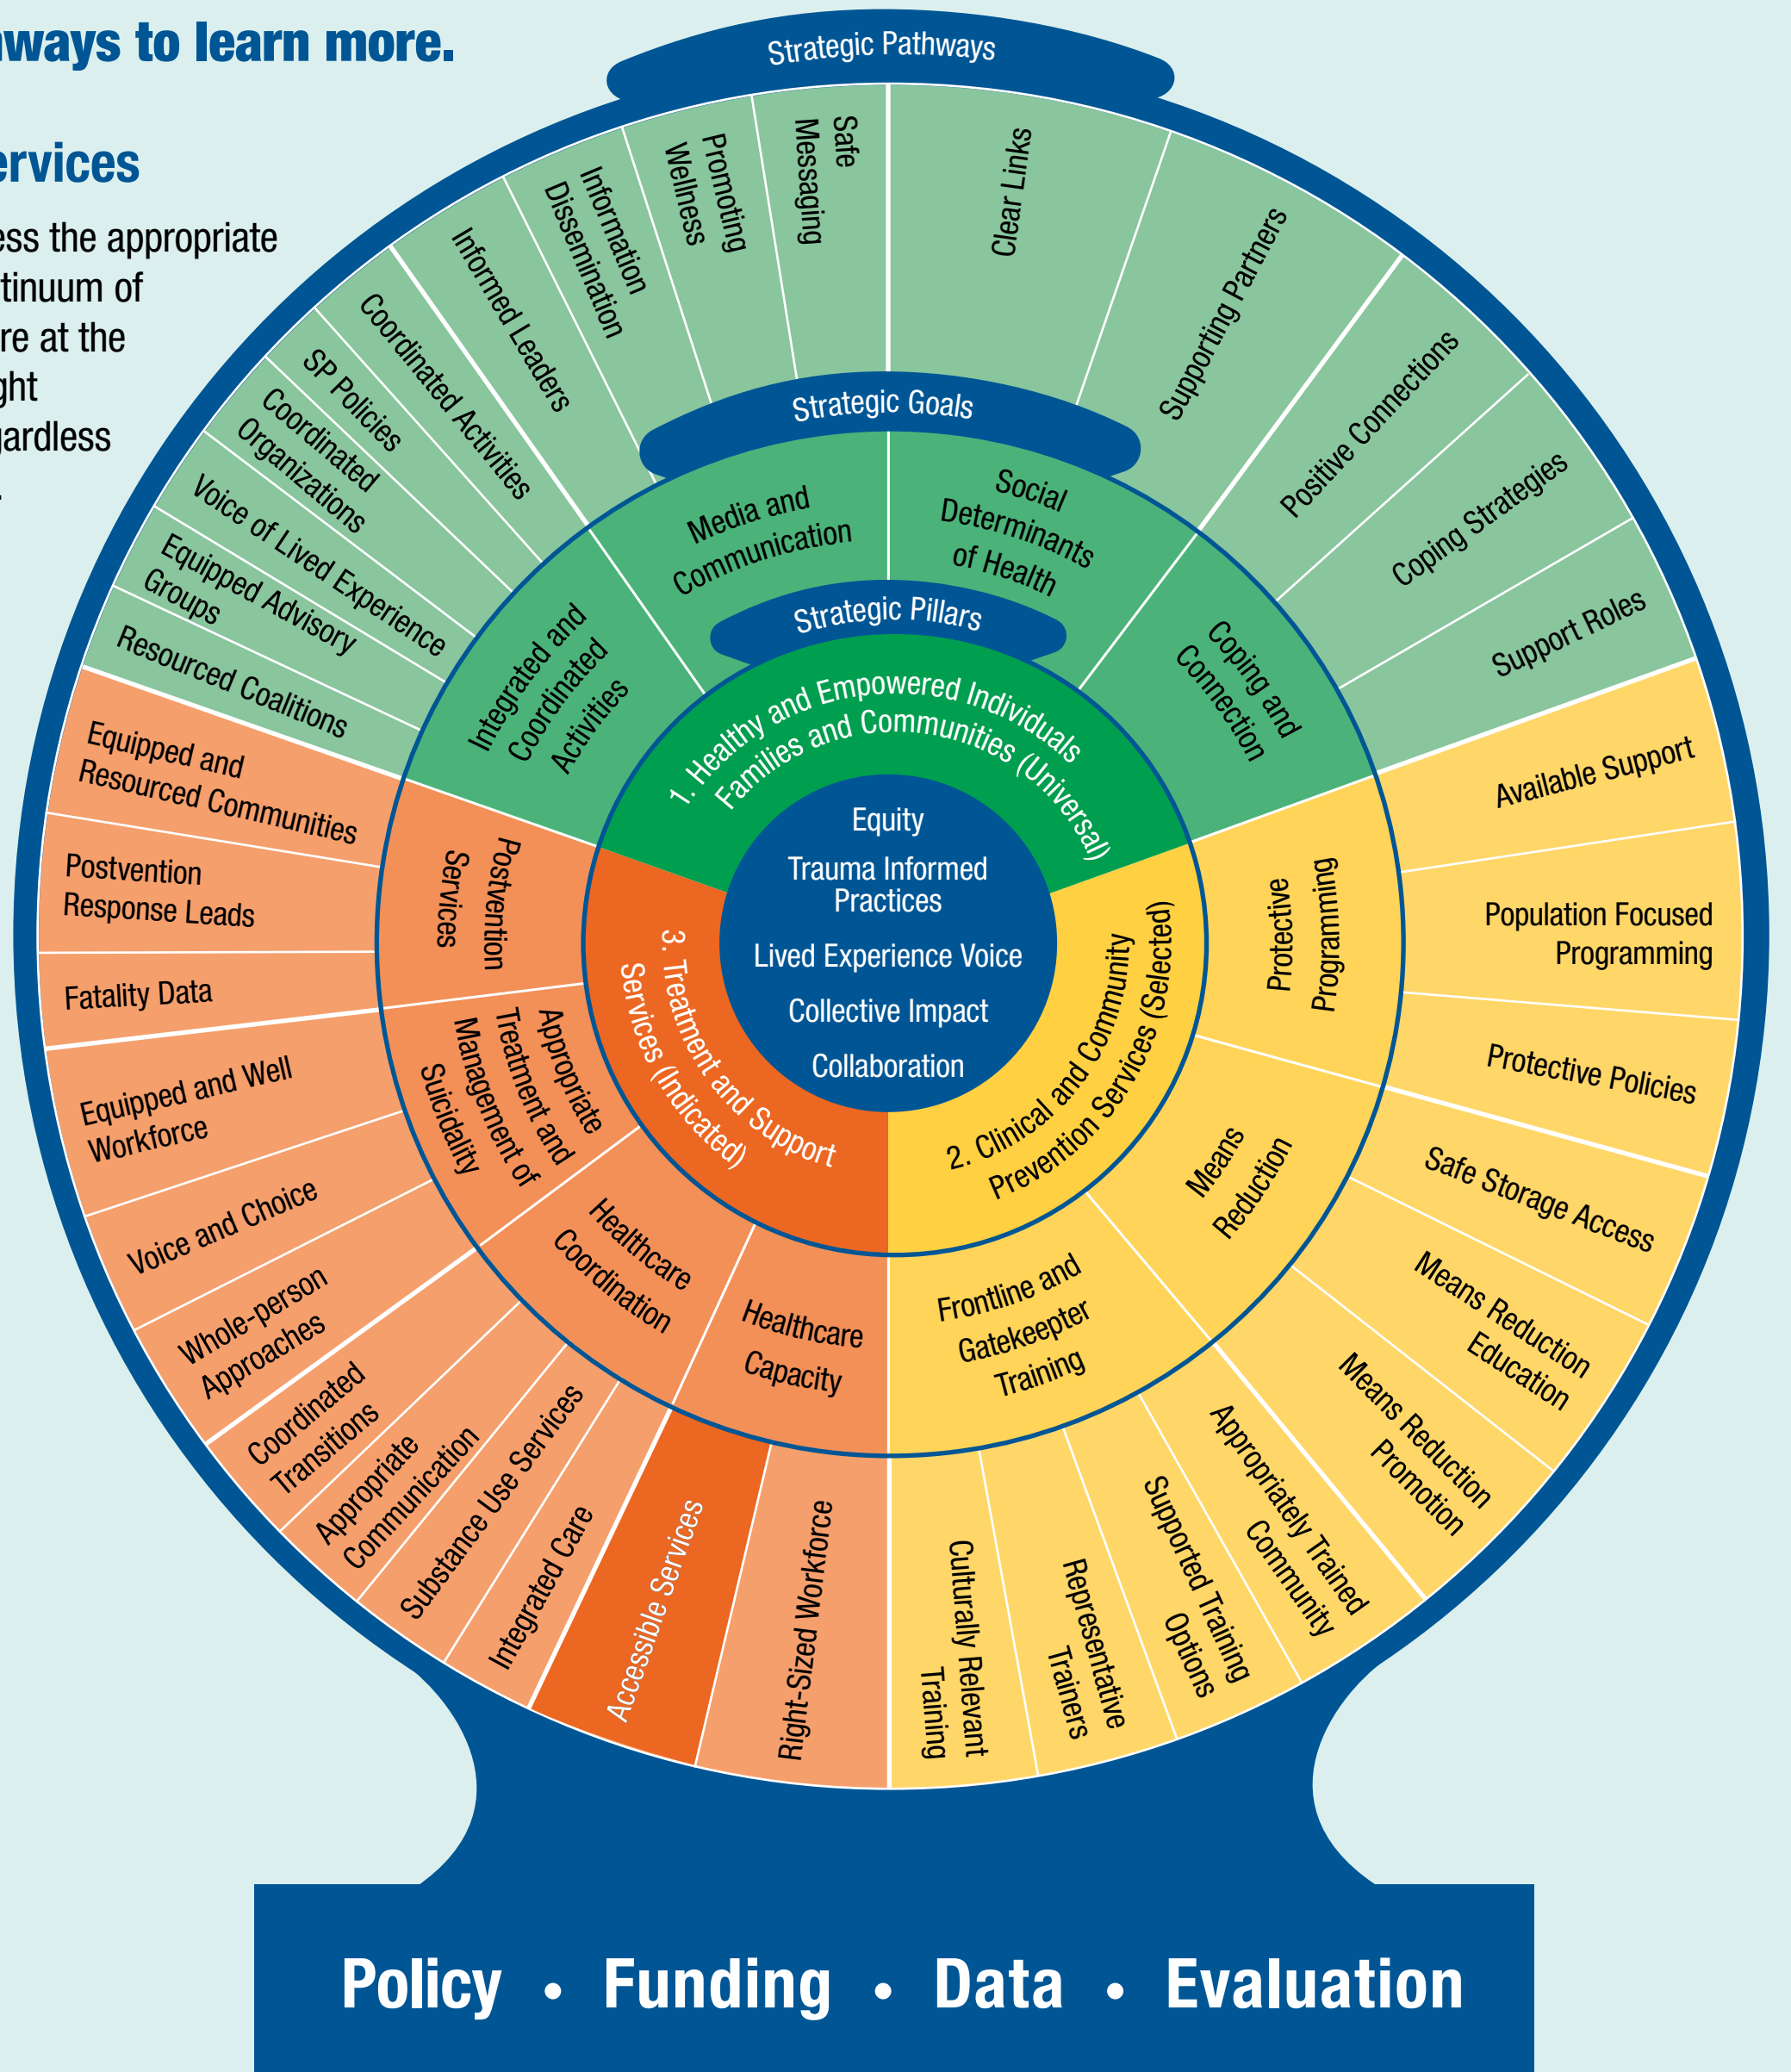 ways to learn more.
ervices
ess the appropriate
tinuum of
re at the
ght
gardless
Strategic Pathways
Safe
Messaging
Promoting
Wellness
Information
Dissemination
Informed Leaders
Clear Links
Supporting Partners
Coordinated Activities
SP Policies
Coordinated
Organizations
Voice of Lived Experience
Equipped Advisory
Groups
Resourced Coalitions
Positive Connections
Coping Strategies
Support Roles
Strategic Goals
Media and
Communication
Social
Determinants
of Health
Integrated and
Coordinated
Activities
Coping and
Connection
Strategic Pillars
1. Healthy and Empowered Individuals
Families and Communities (Universal)
Equity
Trauma Informed
Practices
Lived Experience Voice
Collective Impact
Collaboration
2. Clinical and Community
Prevention Services (Selected)
3. Treatment and Support
Services (Indicated)
Protective
Programming
Means
Reduction
Frontline and
Gatekeeper
Training
Available Support
Population Focused
Programming
Protective Policies
Safe Storage Access
Means Reduction
Education
Means Reduction
Promotion
Appropriately Trained
Community
Supported Training
Options
Representative
Trainers
Culturally Relevant
Training
Postvention
Services
Appropriate
Treatment and
Management of
Suicidality
Healthcare
Coordination
Healthcare
Capacity
Equipped and
Resourced Communities
Postvention
Response Leads
Fatality Data
Equipped and Well
Workforce
Voice and Choice
Whole-person
Approaches
Coordinated
Transitions
Appropriate
Communication
Substance Use Services
Integrated Care
Accessible Services
Right-Sized Workforce
Policy • Funding • Data • Evaluation